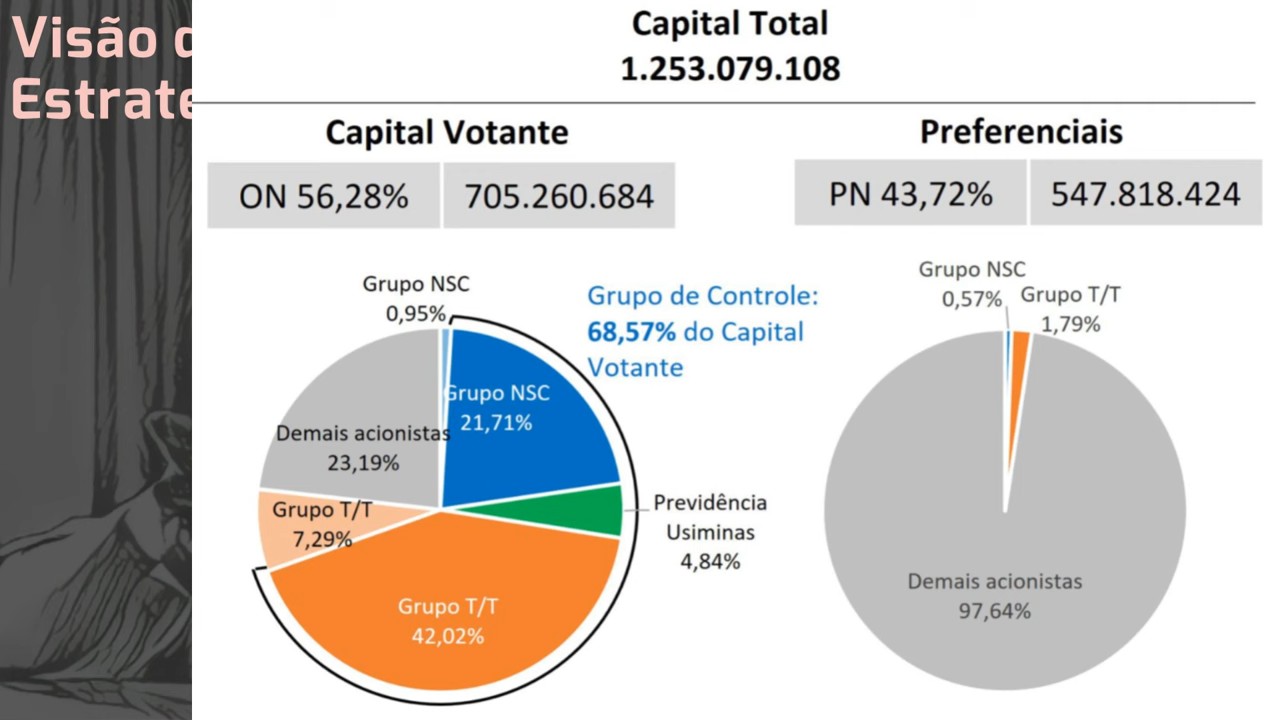 Visão
Estrate
Capital Total
1.253.079.108
Capital Votante
ON 56,28% 705.260.684
Preferenciais
PN 43,72% 547.818.424
Grupo NSC
0,95%
Grupo de Controle:
68,57% do Capital
Votante
Grupo NSC
21,71%
Demais acionistas
23,19%
Grupo T/T
7,29%
Previdência
Usiminas
4,84%
Grupo T/T
42,02%
Grupo NSC
0,57%
Grupo T/T
1,79%
Demais acionistas
97,64%